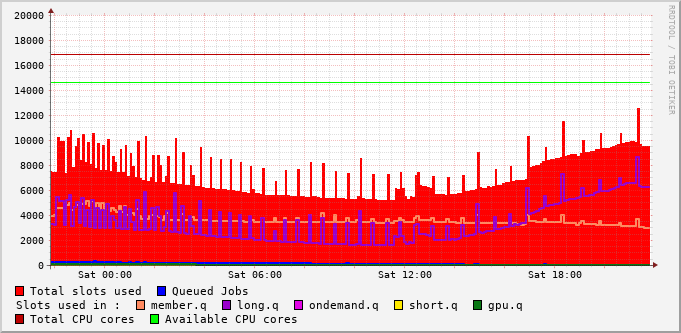 20000
18000
16000
14000
12000
10000
8000
6000
4000
2000
0
Sat 00:00 Sat 06:00 Sat 12:00 Sat 18:00
Total slots used Queued Jobs
Slots used in : member.q long.q ondemand.q short.q gpu.q
Total CPU cores Available CPU cores
RRDTOOL / TOBI OETIKER